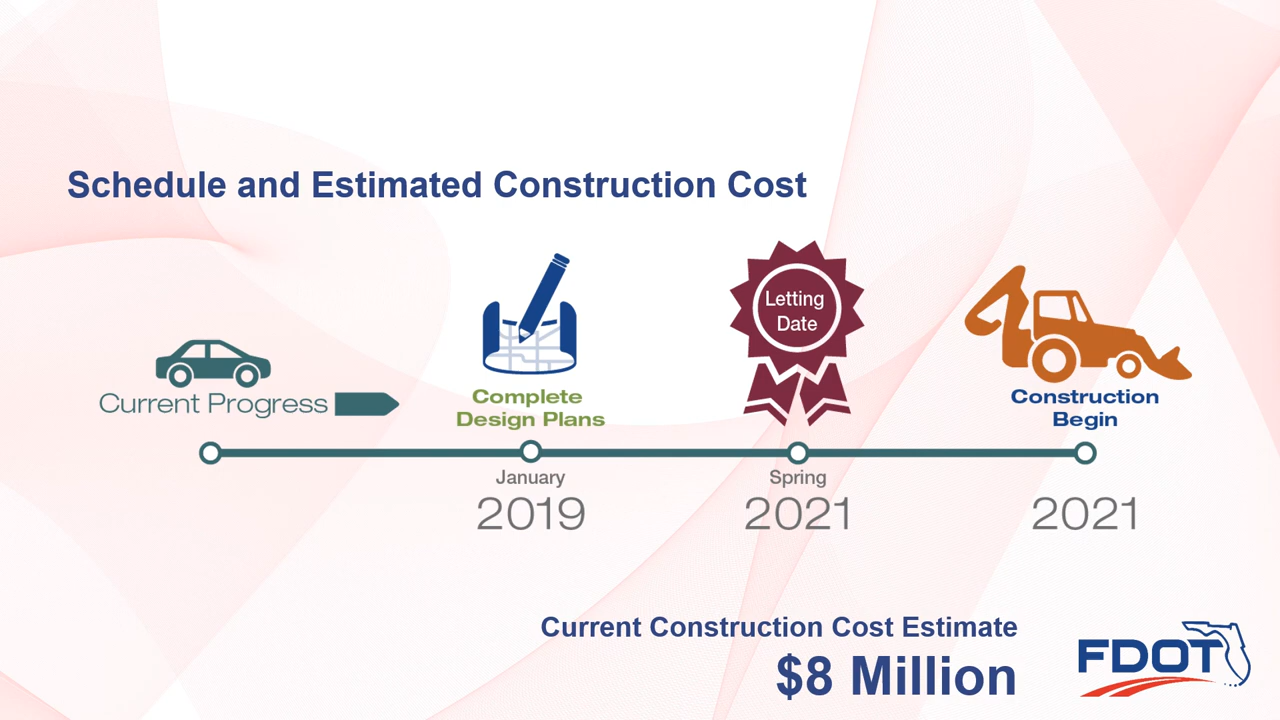 Schedule and Estimated Construction Cost
Letting
Date
Current Progress
Complete
Design Plans
Construction
Begin
January
2019
Spring
2021
2021
Current Construction Cost Estimate
$8 Million
FDOT